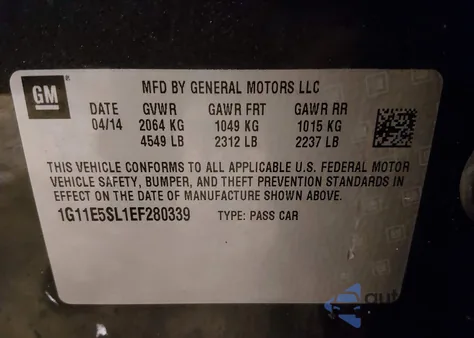 GM
MFD BY GENERAL MOTORS LLC
DATE GVWR GAWR FRT GAWR RR
04/14 2064 KG 1049 KG 1015 KG
4549 LB 2312 LB 2237 LB
THIS VEHICLE CONFORMS TO ALL APPLICABLE U.S. FEDERAL MOTOR
VEHICLE SAFETY, BUMPER, AND THEFT PREVENTION STANDARDS IN
EFFECT ON THE DATE OF MANUFACTURE SHOWN ABOVE.
1G11E5SL1EF280339 TYPE: PASS CAR